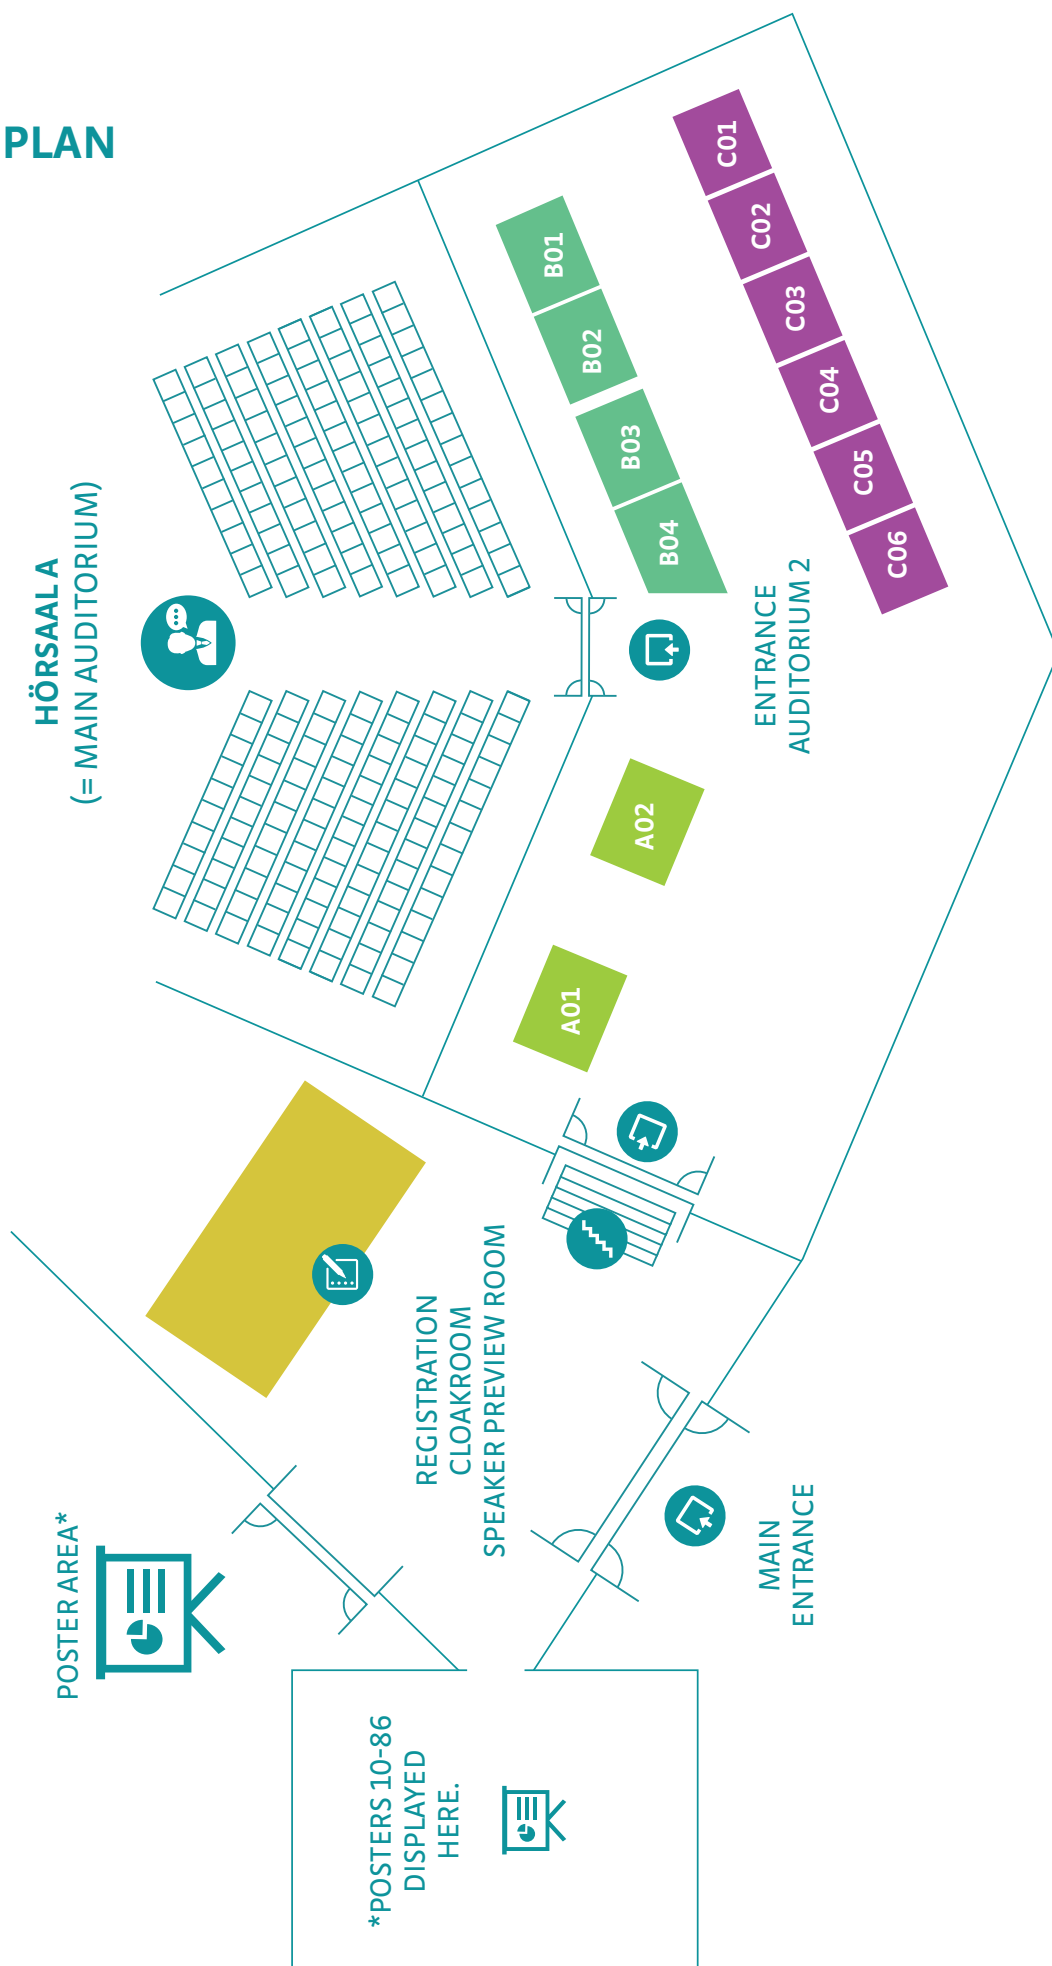 PLAN
HÖRSAAL A
(= MAIN AUDITORIUM)
C01
C02
C03
C04
C05
C06
B01
B02
B03
B04
ENTRANCE
AUDITORIUM 2
A02
A01
REGISTRATION
CLOAKROOM
SPEAKER PREVIEW ROOM
POSTER AREA*
MAIN
ENTRANCE
*POSTERS 10-86
DISPLAYED
HERE.